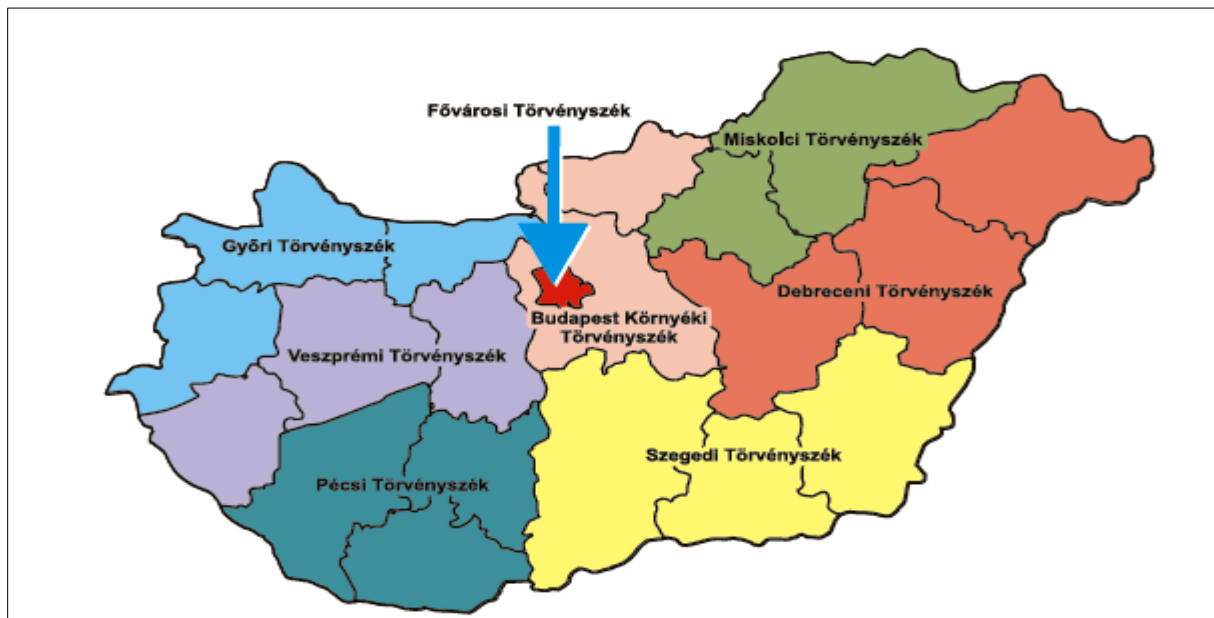 Fővárosi Törvényszék
Miskolci Törvényszék
Győri Törvényszék
Debreceni Törvényszék
Budapest Környéki
Törvényszék
Veszprémi Törvényszék
Szegedi Törvényszék
Pécsi Törvényszék